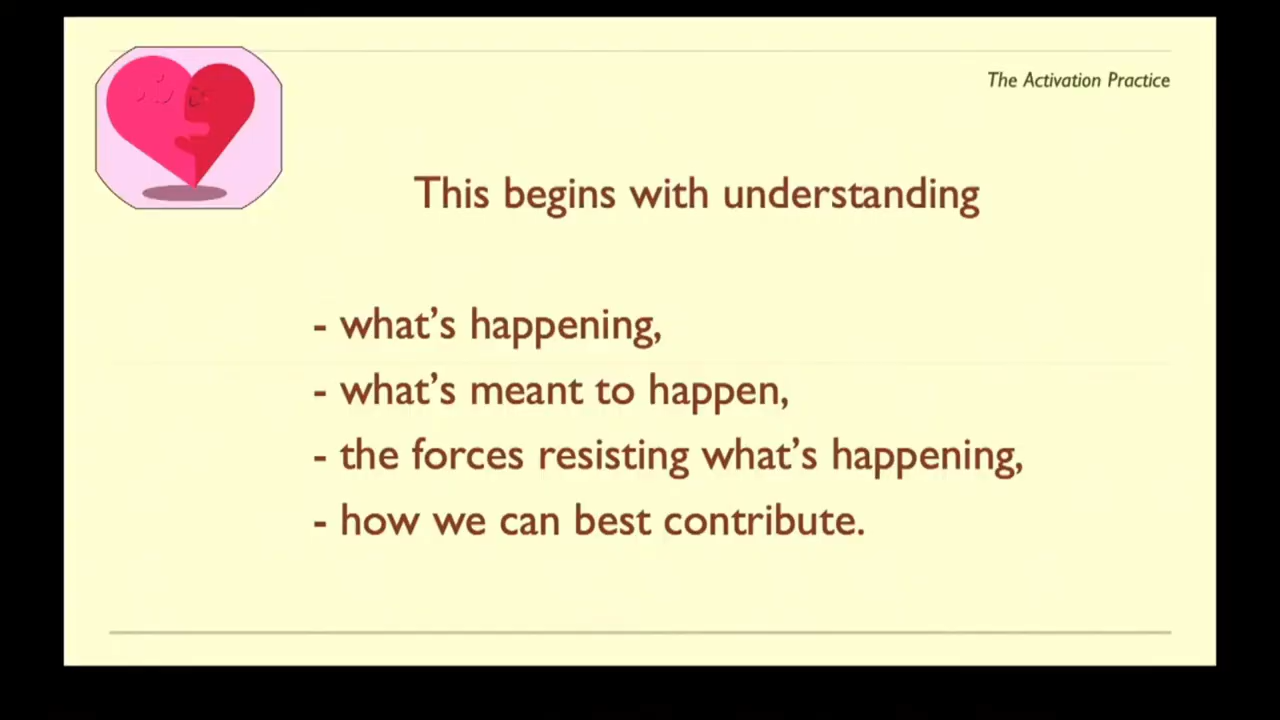 The Activation Practice
This begins with understanding
- what’s happening,
- what’s meant to happen,
- the forces resisting what’s happening,
- how we can best contribute.